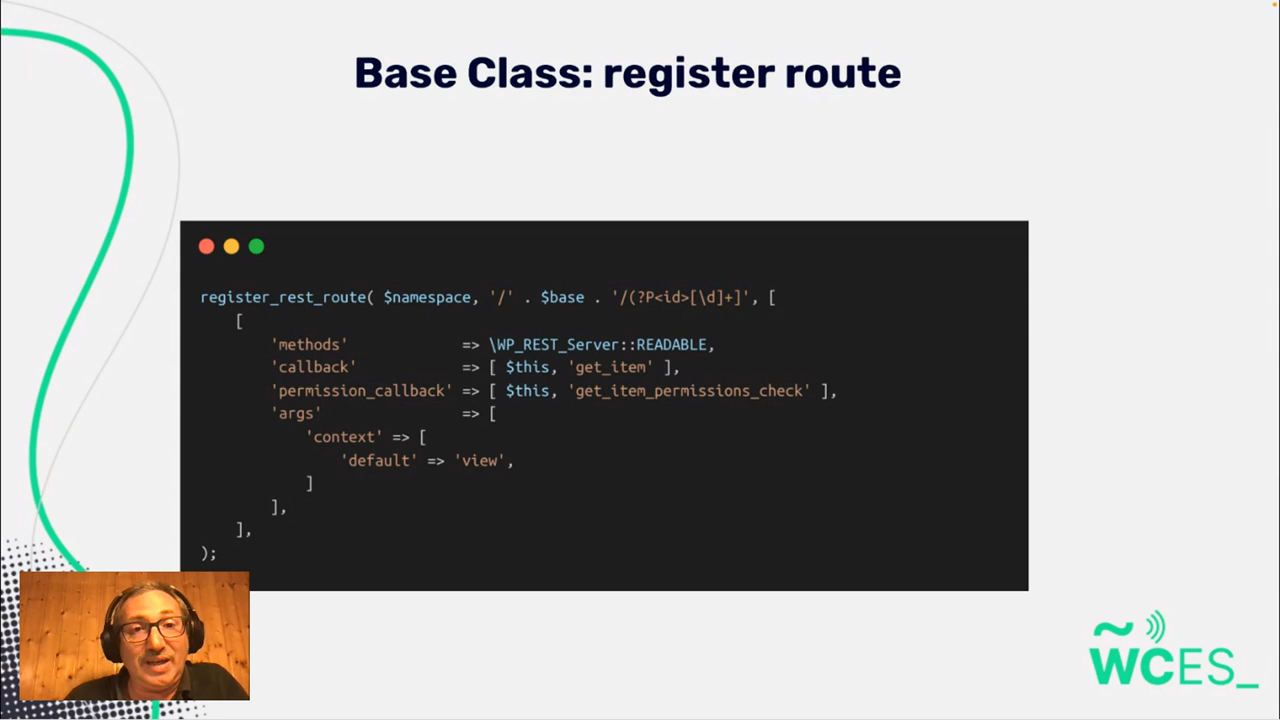 Base Class: register route
register_rest_route( $namespace, '/' . $base . '/(?P<id>[\d]+]', [
    [
        'methods'             => \WP_REST_Server::READABLE,
        'callback'            => [ $this, 'get_item' ],
        'permission_callback' => [ $this, 'get_item_permissions_check' ],
        'args'                => [
            'context' => [
                'default' => 'view',
            ]
        ],
    ],
);
~
WCES_